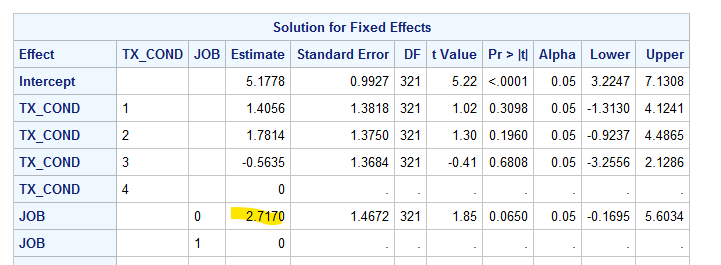 Solution for Fixed Effects
Effect TX_COND JOB Estimate Standard Error DF t Value Pr > |t| Alpha Lower Upper
Intercept 5.1778 0.9927 321 5.22 <.0001 0.05 3.2247 7.1308
TX_COND 1 1.4056 1.3818 321 1.02 0.3098 0.05 -1.3130 4.1241
TX_COND 2 1.7814 1.3750 321 1.30 0.1960 0.05 -0.9237 4.4865
TX_COND 3 -0.5635 1.3684 321 -0.41 0.6808 0.05 -3.2556 2.1286
TX_COND 4 0 . . . . . . .
JOB 0 2.7170 1.4672 321 1.85 0.0650 0.05 -0.1695 5.6034
JOB 1 0 . . . . . . .